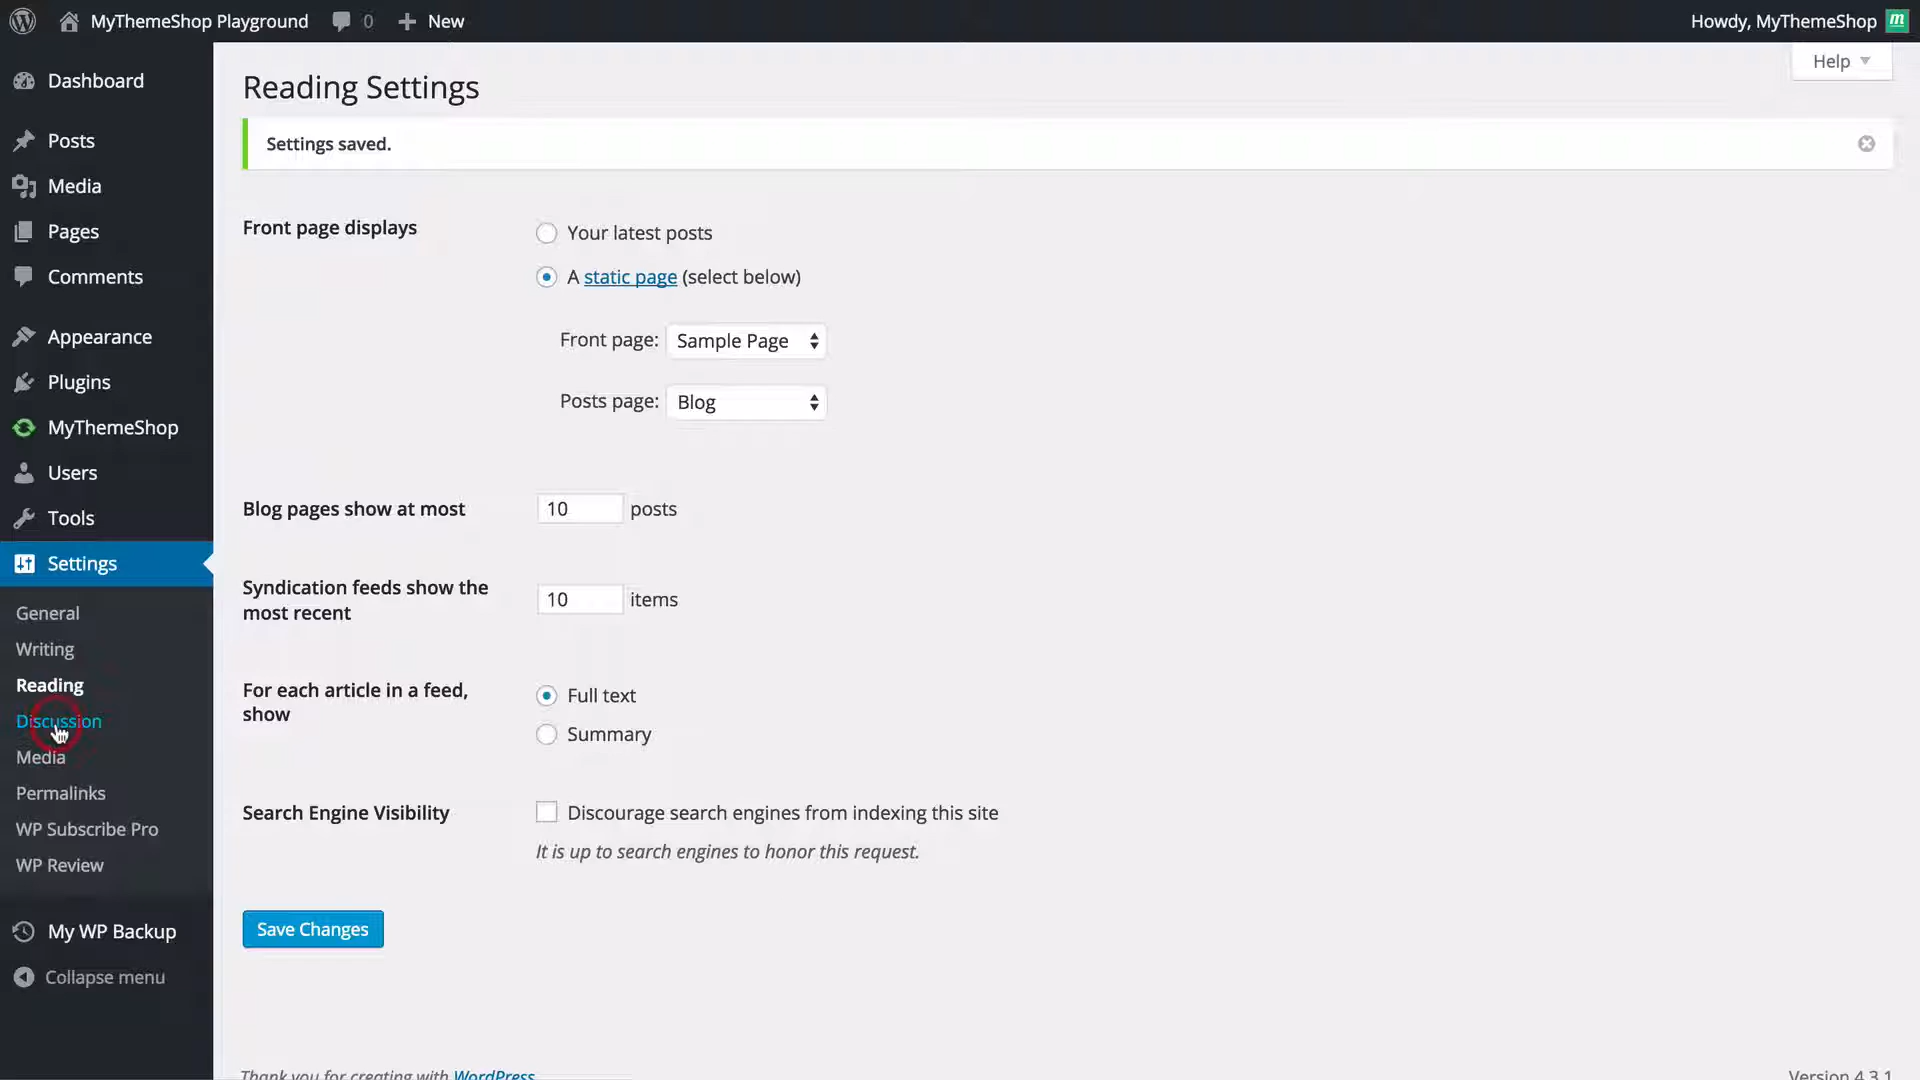 MyThemeShop Playground 0 New Howdy, MyThemeShop m
Dashboard
Posts
Media
Pages
Comments
Appearance
Plugins
MyThemeShop
Users
Tools
Settings
General
Writing
Reading
Discussion
Media
Permalinks
WP Subscribe Pro
WP Review
My WP Backup
Collapse menu
Help
Reading Settings
Settings saved.
Front page displays
Your latest posts
A static page (select below)
Front page: Sample Page
Posts page: Blog
Blog pages show at most 10 posts
Syndication feeds show the
most recent
10 items
For each article in a feed,
show
Full text
Summary
Search Engine Visibility
Discourage search engines from indexing this site
It is up to search engines to honor this request.
Save Changes
Thank you for creating with WordPress
Version 4.3.1